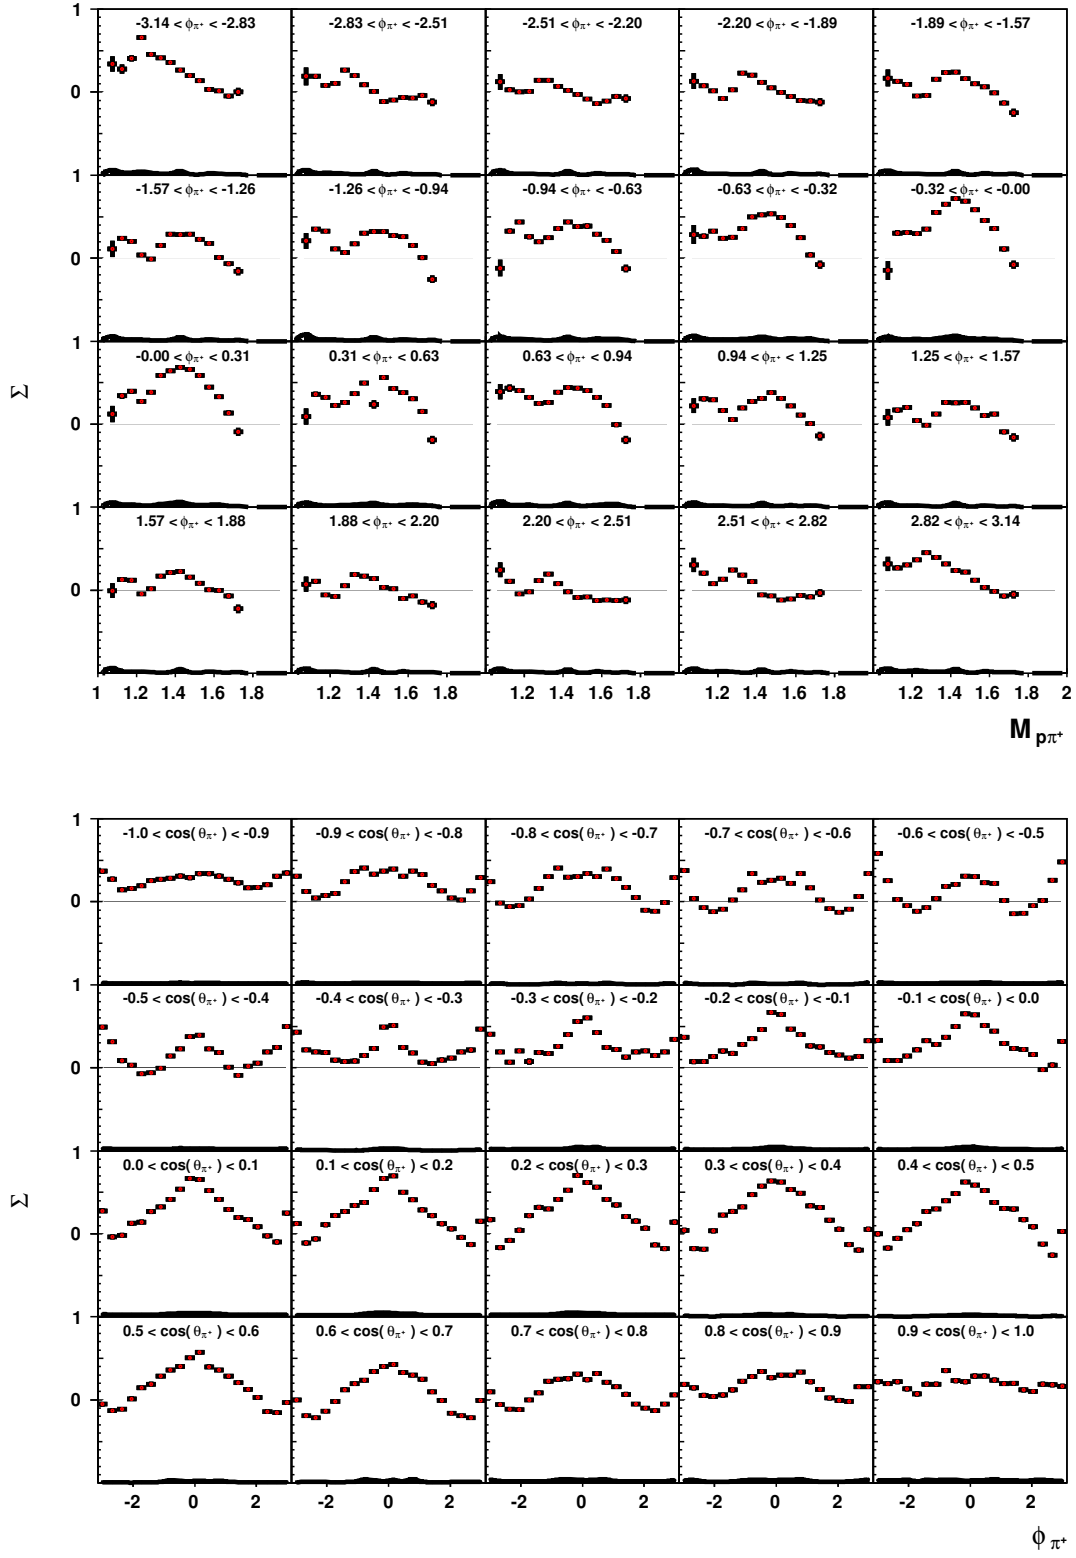 1
-3.14 < ϕπ+ < -2.83
-2.83 < ϕπ+ < -2.51
-2.51 < ϕπ+ < -2.20
-2.20 < ϕπ+ < -1.89
-1.89 < ϕπ+ < -1.57
0
1
-1.57 < ϕπ+ < -1.26
-1.26 < ϕπ+ < -0.94
-0.94 < ϕπ+ < -0.63
-0.63 < ϕπ+ < -0.32
-0.32 < ϕπ+ < -0.00
0
1
-0.00 < ϕπ+ < 0.31
0.31 < ϕπ+ < 0.63
0.63 < ϕπ+ < 0.94
0.94 < ϕπ+ < 1.25
1.25 < ϕπ+ < 1.57
Σ
0
1
1.57 < ϕπ+ < 1.88
1.88 < ϕπ+ < 2.20
2.20 < ϕπ+ < 2.51
2.51 < ϕπ+ < 2.82
2.82 < ϕπ+ < 3.14
0
1 1.2 1.4 1.6 1.8 1.2 1.4 1.6 1.8 1.2 1.4 1.6 1.8 1.2 1.4 1.6 1.8 1.2 1.4 1.6 1.8 2
M pπ+
1
-1.0 < cos(θπ+) < -0.9
-0.9 < cos(θπ+) < -0.8
-0.8 < cos(θπ+) < -0.7
-0.7 < cos(θπ+) < -0.6
-0.6 < cos(θπ+) < -0.5
0
1
-0.5 < cos(θπ+) < -0.4
-0.4 < cos(θπ+) < -0.3
-0.3 < cos(θπ+) < -0.2
-0.2 < cos(θπ+) < -0.1
-0.1 < cos(θπ+) < 0.0
0
1
0.0 < cos(θπ+) < 0.1
0.1 < cos(θπ+) < 0.2
0.2 < cos(θπ+) < 0.3
0.3 < cos(θπ+) < 0.4
0.4 < cos(θπ+) < 0.5
Σ
0
1
0.5 < cos(θπ+) < 0.6
0.6 < cos(θπ+) < 0.7
0.7 < cos(θπ+) < 0.8
0.8 < cos(θπ+) < 0.9
0.9 < cos(θπ+) < 1.0
0
-2 0 2 -2 0 2 -2 0 2 -2 0 2 -2 0 2
ϕ π+